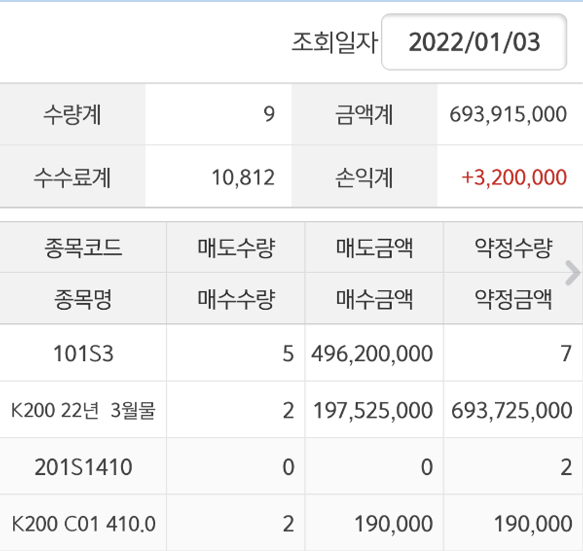 조회일자 2022/01/03
수량계 9 금액계 693,915,000
수수료계 10,812 손익계 +3,200,000
종목코드 매도수량 매도금액 약정수량
종목명 매수수량 매수금액 약정금액
101S3 5 496,200,000 7
K200 22년 3월물 2 197,525,000 693,725,000
201S1410 0 0 2
K200 C01 410.0 2 190,000 190,000